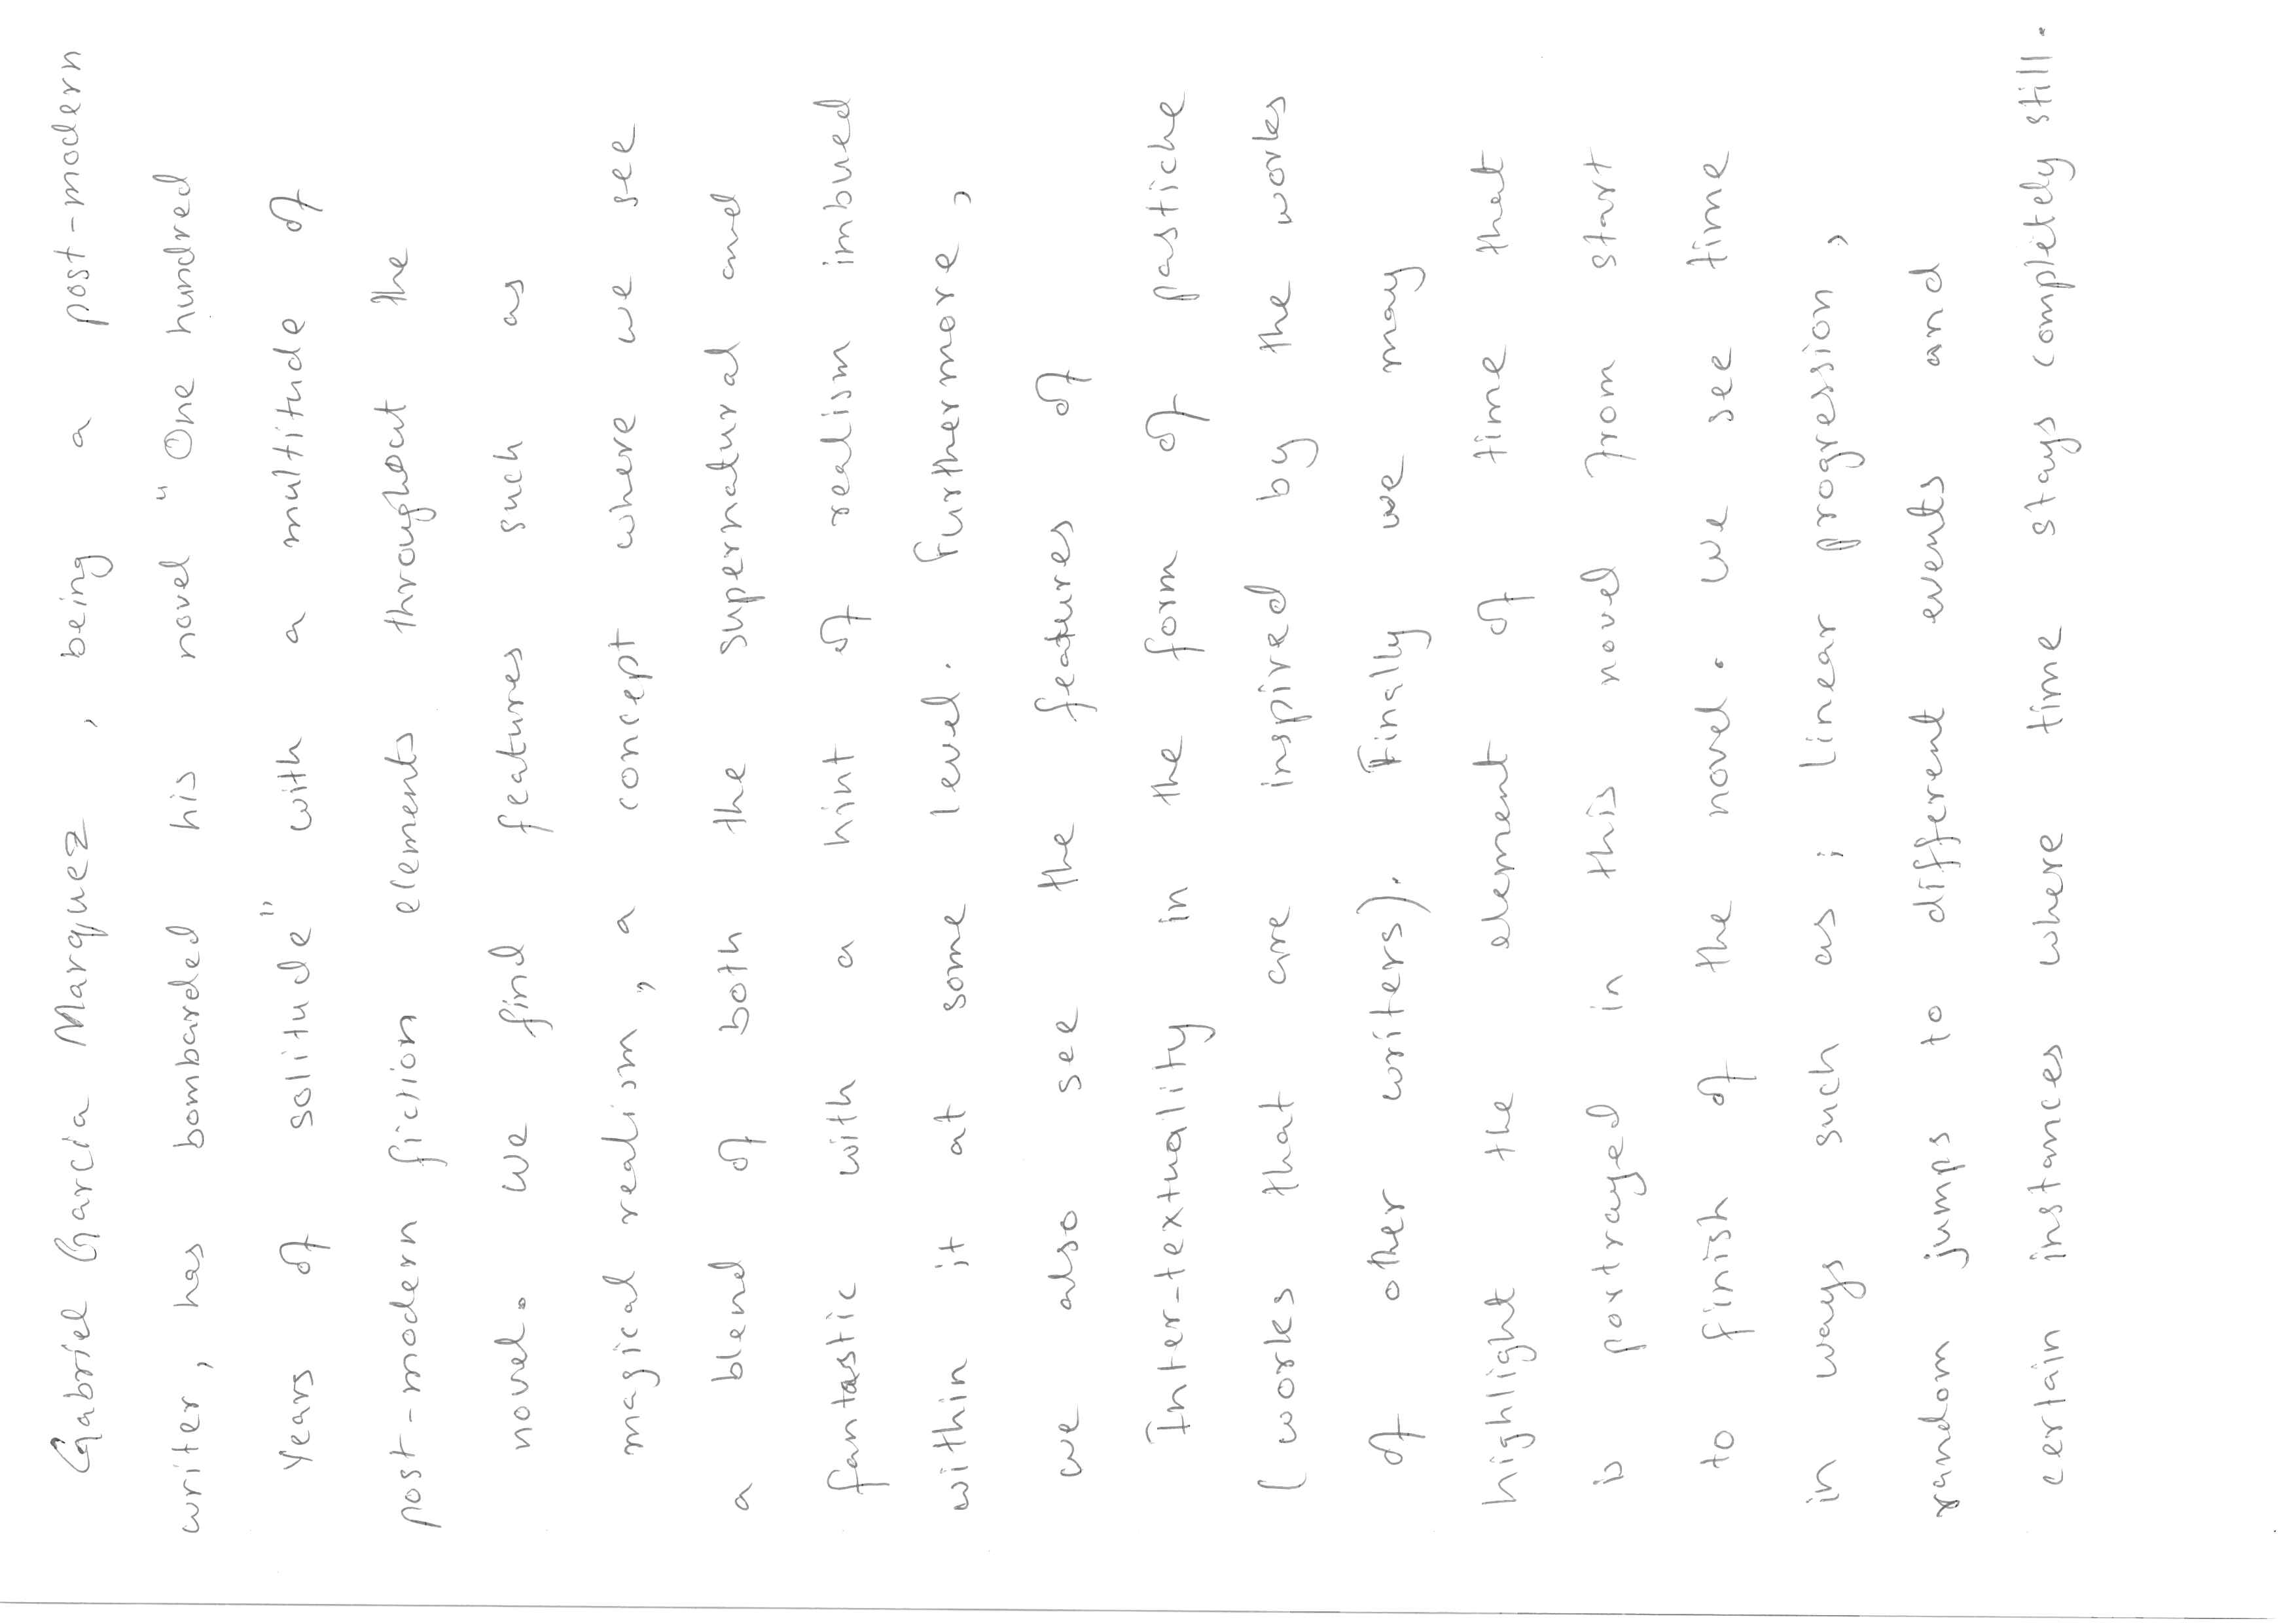 Gabriel Garcia Marquez , being a post-modern
writer, has bombarded his novel "One hundred
Years of solitude" with a multitude of
post-modern fiction elements throughout the
novel. We find features such as
magical realism, a concept where we see
a blend of both the supernatural and
fantastic with a hint of realism imbued
within it at some level. Furthermore,
we also see the features of
Inter-textuality in the form of pastiche
(works that are inspired by the works
of other writers). Finally we may
highlight the element of time that
is portrayed in this novel from start
to finish of the novel. We see time
in ways such as ; linear progression,
random jumps to different events and
certain instances where time stays completely still.